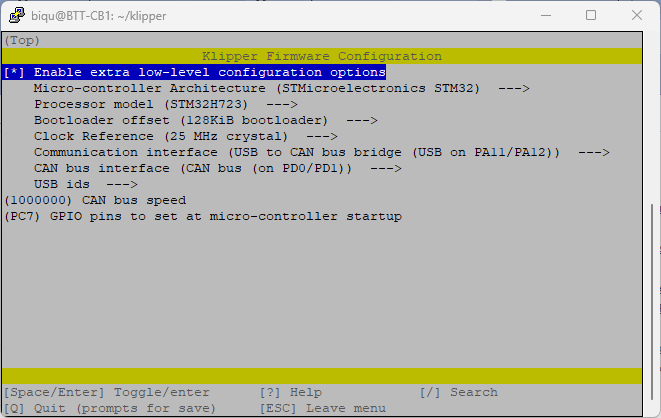 biqu@BTT-CB1: ~/klipper
(Top)
Klipper Firmware Configuration
[*] Enable extra low-level configuration options
Micro-controller Architecture (STMicroelectronics STM32)  --->
Processor model (STM32H723)  --->
Bootloader offset (128KiB bootloader)  --->
Clock Reference (25 MHz crystal)  --->
Communication interface (USB to CAN bus bridge (USB on PA11/PA12))  --->
CAN bus interface (CAN bus (on PD0/PD1))  --->
USB ids  --->
(1000000) CAN bus speed
(PC7) GPIO pins to set at micro-controller startup
[Space/Enter] Toggle/enter [?] Help [/] Search
[Q] Quit (prompts for save) [ESC] Leave menu